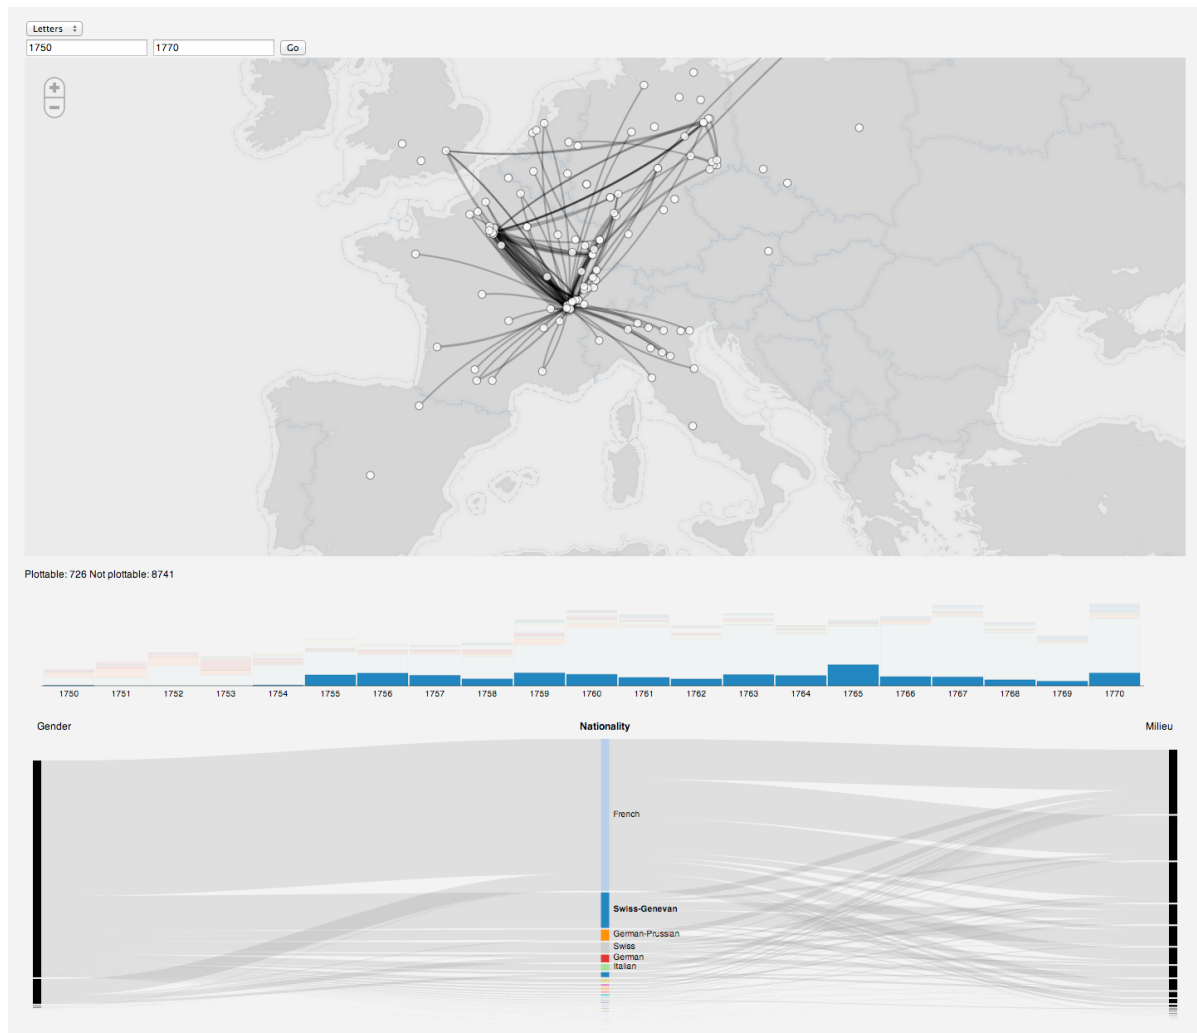 Letters
1750 1770 Go
Plottable: 726 Not plottable: 8741
1750 1751 1752 1753 1754 1755 1756 1757 1758 1759 1760 1761 1762 1763 1764 1765 1766 1767 1768 1769 1770
Gender Nationality Milieu
French
Swiss-Genevan
German-Prussian
Swiss
German
Italian